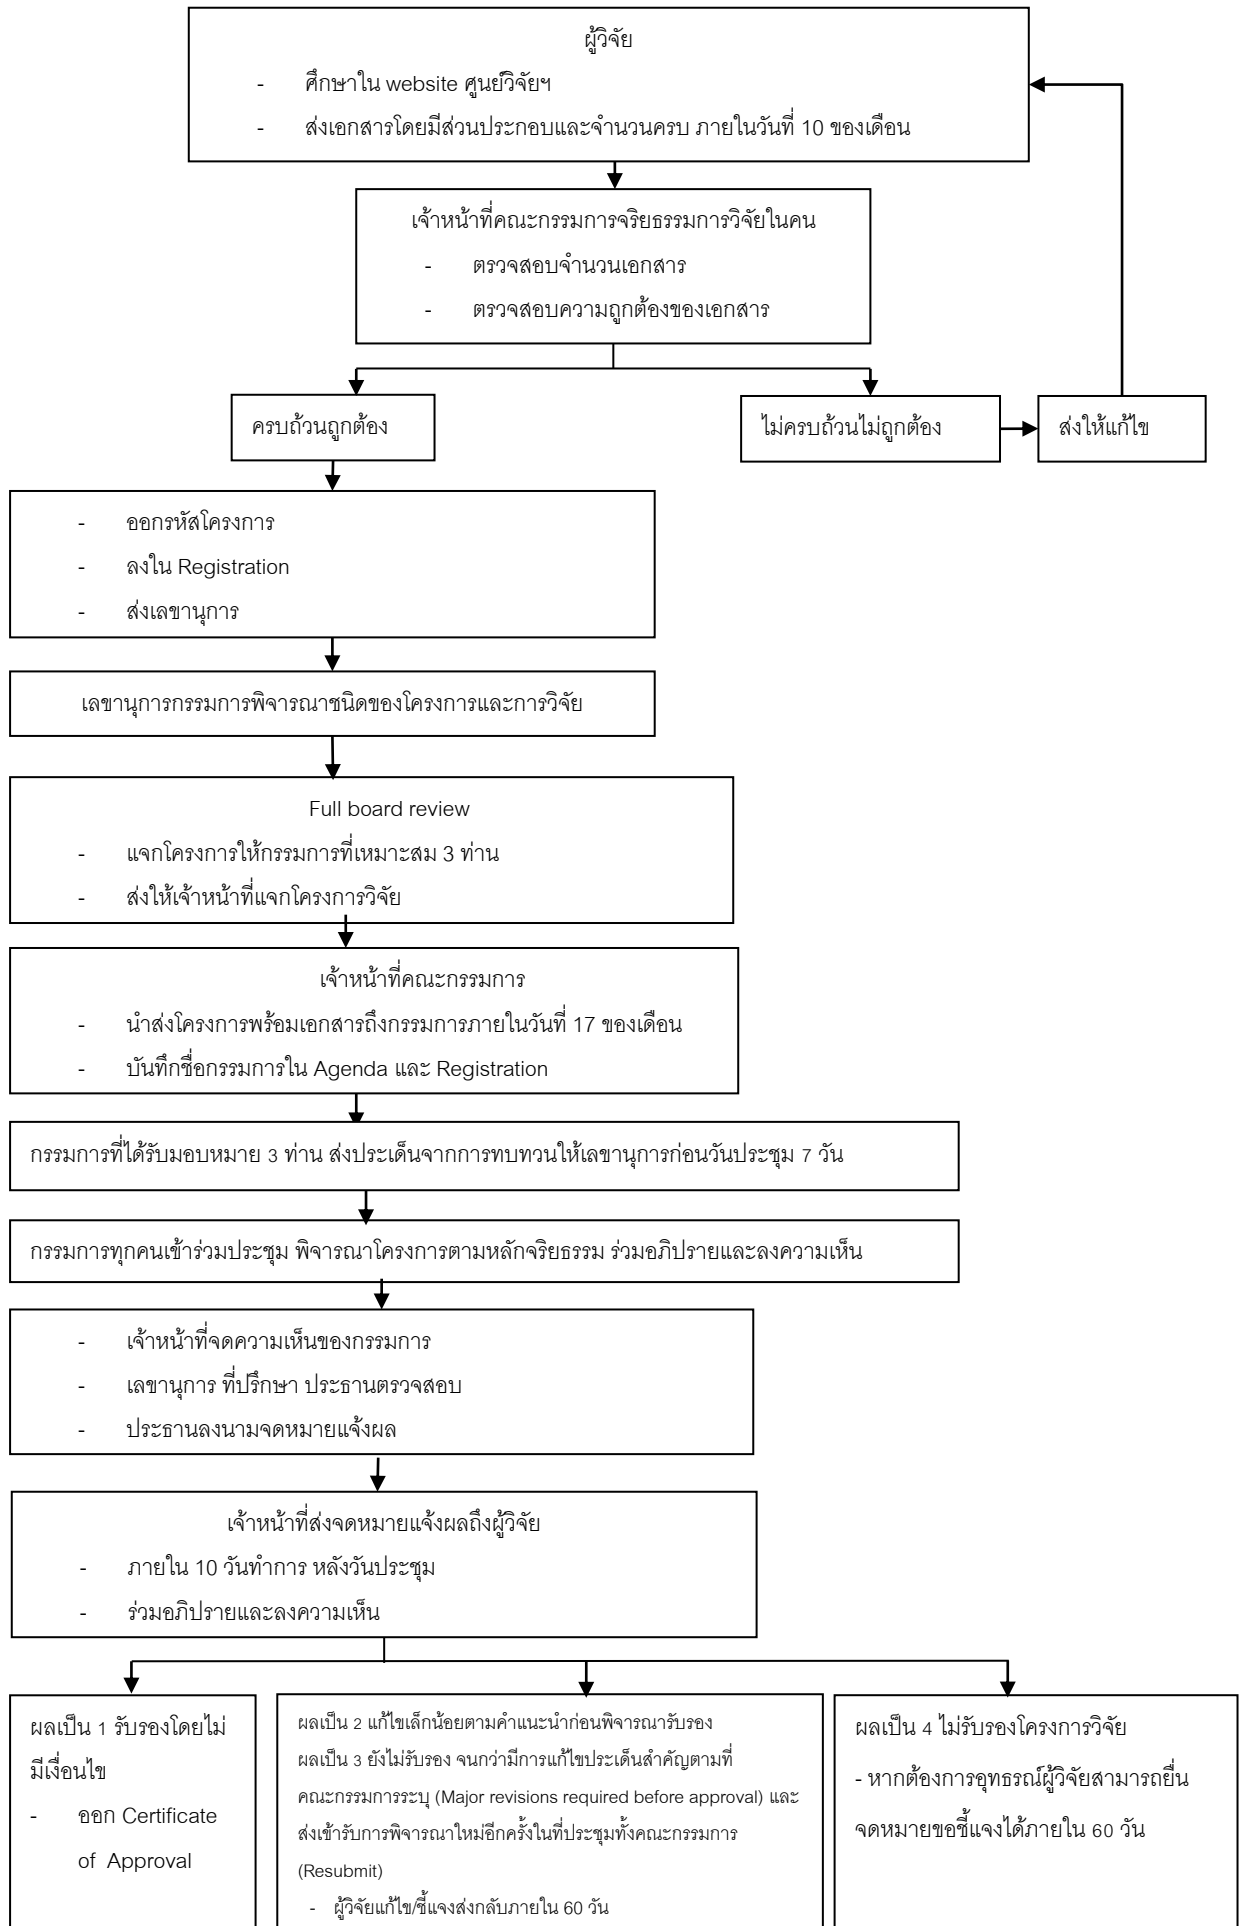 ผู้วิจัย
- ศึกษาใน website ศูนย์วิจัยฯ
- ส่งเอกสารโดยมีส่วนประกอบและจำนวนครบ ภายในวันที่ 10 ของเดือน
เจ้าหน้าที่คณะกรรมการจริยธรรมการวิจัยในคน
- ตรวจสอบจำนวนเอกสาร
- ตรวจสอบความถูกต้องของเอกสาร
ครบถ้วนถูกต้อง
ไม่ครบถ้วนไม่ถูกต้อง
ส่งให้แก้ไข
- ออกรหัสโครงการ
- ลงใน Registration
- ส่งเลขานุการ
เลขานุการกรรมการพิจารณาชนิดของโครงการและการวิจัย
Full board review
- แจกโครงการให้กรรมการที่เหมาะสม 3 ท่าน
- ส่งให้เจ้าหน้าที่แจกโครงการวิจัย
เจ้าหน้าที่คณะกรรมการ
- นำส่งโครงการพร้อมเอกสารถึงกรรมการภายในวันที่ 17 ของเดือน
- บันทึกชื่อกรรมการใน Agenda และ Registration
กรรมการที่ได้รับมอบหมาย 3 ท่าน ส่งประเด็นจากการทบทวนให้เลขานุการก่อนวันประชุม 7 วัน
กรรมการทุกคนเข้าร่วมประชุม พิจารณาโครงการตามหลักจริยธรรม ร่วมอภิปรายและลงความเห็น
- เจ้าหน้าที่จดความเห็นของกรรมการ
- เลขานุการ ที่ปรึกษา ประธานตรวจสอบ
- ประธานลงนามจดหมายแจ้งผล
เจ้าหน้าที่ส่งจดหมายแจ้งผลถึงผู้วิจัย
- ภายใน 10 วันทำการ หลังวันประชุม
- ร่วมอภิปรายและลงความเห็น
ผลเป็น 1 รับรองโดยไม่
มีเงื่อนไข
- ออก Certificate
of Approval
ผลเป็น 2 แก้ไขเล็กน้อยตามคำแนะนำก่อนพิจารณารับรอง
ผลเป็น 3 ยังไม่รับรอง จนกว่ามีการแก้ไขประเด็นสำคัญตามที่
คณะกรรมการระบุ (Major revisions required before approval) และ
ส่งเข้ารับการพิจารณาใหม่อีกครั้งในที่ประชุมทั้งคณะกรรมการ
(Resubmit)
- ผู้วิจัยแก้ไข/ชี้แจงส่งกลับภายใน 60 วัน
ผลเป็น 4 ไม่รับรองโครงการวิจัย
- หากต้องการอุทธรณ์ผู้วิจัยสามารถยื่น
จดหมายขอชี้แจงได้ภายใน 60 วัน